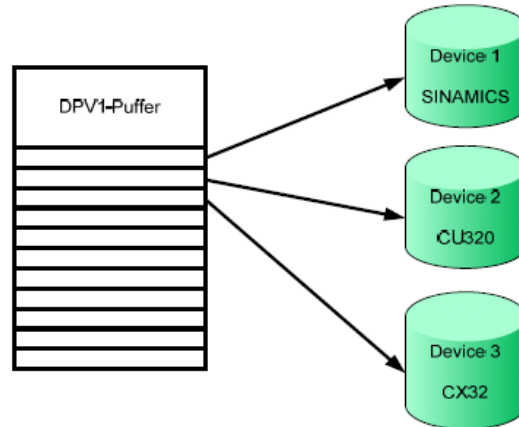 DPV1-Puffer
Device 1
SINAMICS
Device 2
CU320
Device 3
CX32